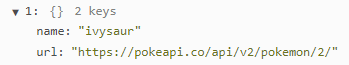 ▼ 1: {} 2 keys
name: "ivysaur"
url: "https://pokeapi.co/api/v2/pokemon/2/"